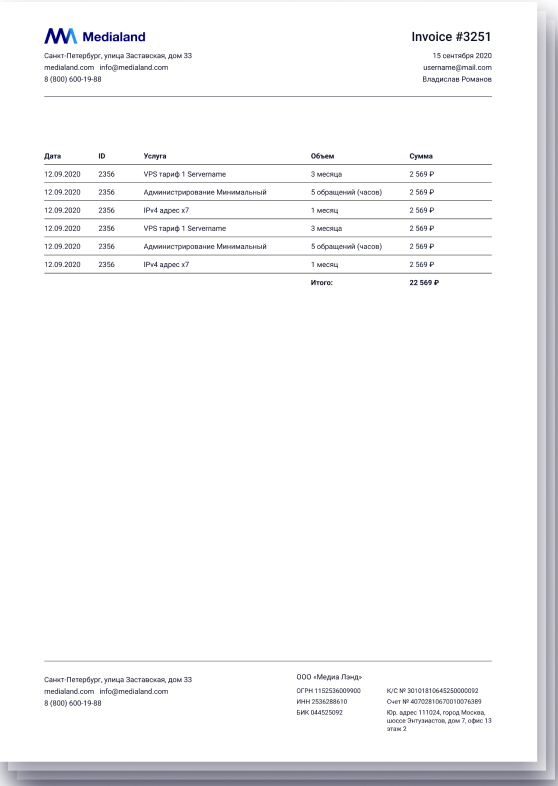 Medialand
Invoice #3251
Санкт-Петербург, улица Заставская, дом 33
15 сентября 2020
medialand.com info@medialand.com
username@mail.com
8 (800) 600-19-88
Владислав Романов
Дата ID Услуга Объем Сумма
12.09.2020 2356 VPS тариф 1 Servername 3 месяца 2 569 ₽
12.09.2020 2356 Администрирование Минимальный 5 обращений (часов) 2 569 ₽
12.09.2020 2356 IPv4 адрес x7 1 месяц 2 569 ₽
12.09.2020 2356 VPS тариф 1 Servername 3 месяца 2 569 ₽
12.09.2020 2356 Администрирование Минимальный 5 обращений (часов) 2 569 ₽
12.09.2020 2356 IPv4 адрес x7 1 месяц 2 569 ₽
Итого: 22 569 ₽
Санкт-Петербург, улица Заставская, дом 33
medialand.com info@medialand.com
8 (800) 600-19-88
ООО «Медиа Лэнд»
ОГРН 1152536009900
ИНН 2536288610
БИК 044525092
К/С № 30101810645250000092
Счет № 40702810670010076389
Юр. адрес 111024, город Москва,
шоссе Энтузиастов, дом 7, офис 13
этаж 2